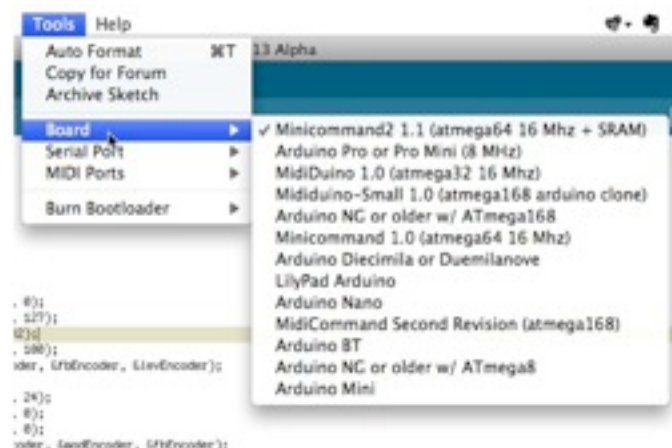 Tools Help
13 Alpha
Auto Format ⌘T
Copy for Forum
Archive Sketch
Board
Serial Port
MIDI Ports
Burn Bootloader
✓ Minicommand2 1.1 (atmega64 16 Mhz + SRAM)
Arduino Pro or Pro Mini (8 MHz)
MidiDuino 1.0 (atmega32 16 Mhz)
Mididuino-Small 1.0 (atmega168 arduino clone)
Arduino NG or older w/ ATmega168
Minicommand 1.0 (atmega64 16 Mhz)
Arduino Diecimila or Duemilanove
LilyPad Arduino
Arduino Nano
MidiCommand Second Revision (atmega168)
Arduino BT
Arduino NG or older w/ ATmega8
Arduino Mini
, 0);
, 127);
, 100);
oder, &fbEncoder, &levEncoder);
, 24);
, 0);
, 0);